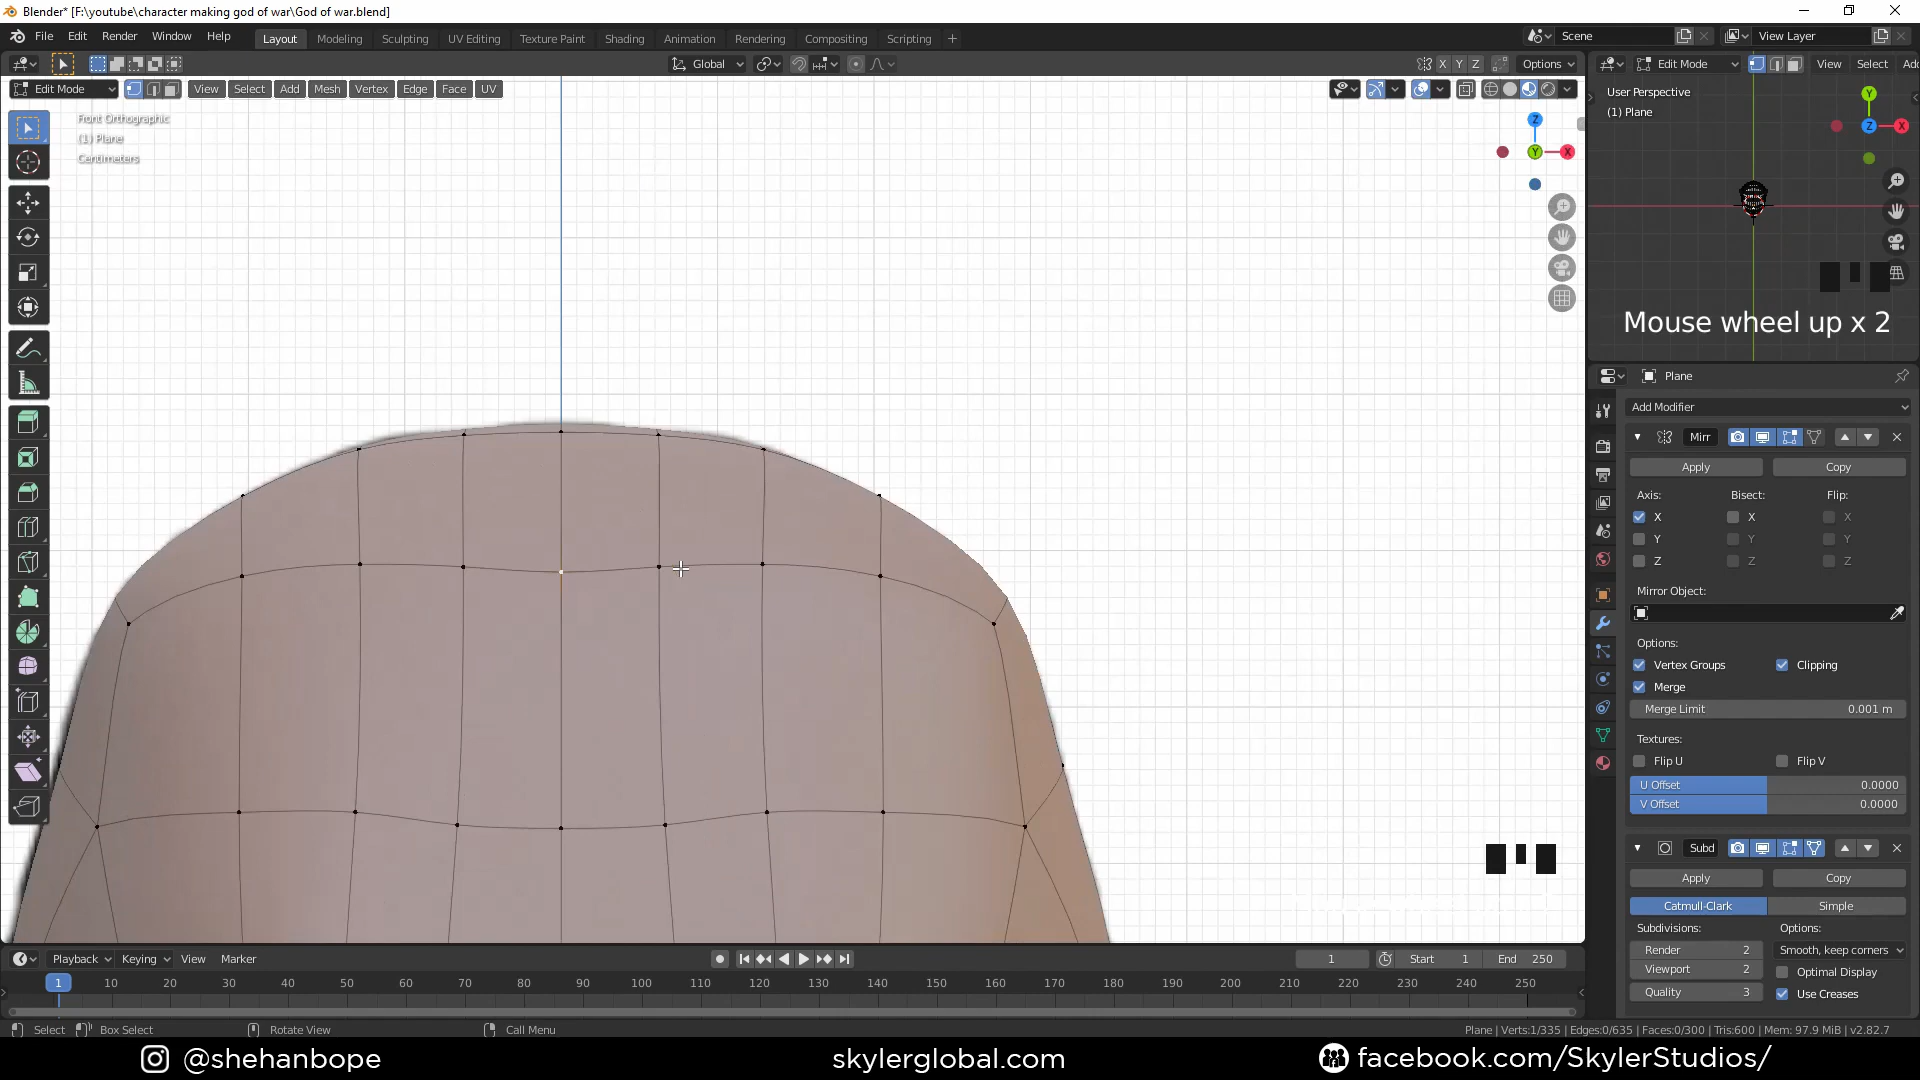 Blender* [F:\youtube\character making god of war\God of war.blend]
File Edit Render Window Help Layout Modeling Sculpting UV Editing Texture Paint Shading Animation Rendering Compositing Scripting Scene View Layer
Global X Y Z Options Edit Mode View Select Add
Edit Mode View Select Add Mesh Vertex Edge Face UV
Front Orthographic
(1) Plane
Centimeters
Z
Y X
User Perspective
(1) Plane
Y
Z X
Mouse wheel up x 2
Plane
Add Modifier
Mirr
Apply Copy
Axis: Bisect: Flip:
X X X
Y Y Y
Z Z Z
Mirror Object:
Options:
Vertex Groups Clipping
Merge
Merge Limit 0.001 m
Textures:
Flip U Flip V
U Offset 0.0000
V Offset 0.0000
Subd
Apply Copy
Catmull-Clark Simple
Subdivisions: Options:
Render 2 Smooth, keep corners
Viewport 2 Optimal Display
Quality 3 Use Creases
Playback Keying View Marker 1 Start 1 End 250
1 10 20 30 40 50 60 70 80 90 100 110 120 130 140 150 160 170 180 190 200 210 220 230 240 250
Select Box Select Rotate View Call Menu Plane | Verts:1/335 | Edges:0/635 | Faces:0/300 | Tris:600 | Mem: 97.9 MiB | v2.82.7
@shehanbope skylerglobal.com facebook.com/SkylerStudios/